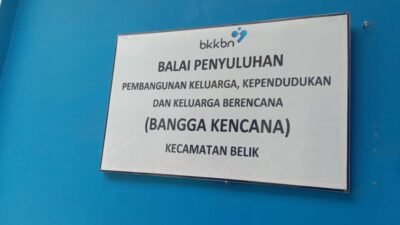 bkkbn
BALAI PENYULUHAN
PEMBANGUNAN KELUARGA, KEPENDUDUKAN
DAN KELUARGA BERENCANA
(BANGGA KENCANA)
KECAMATAN BELIK